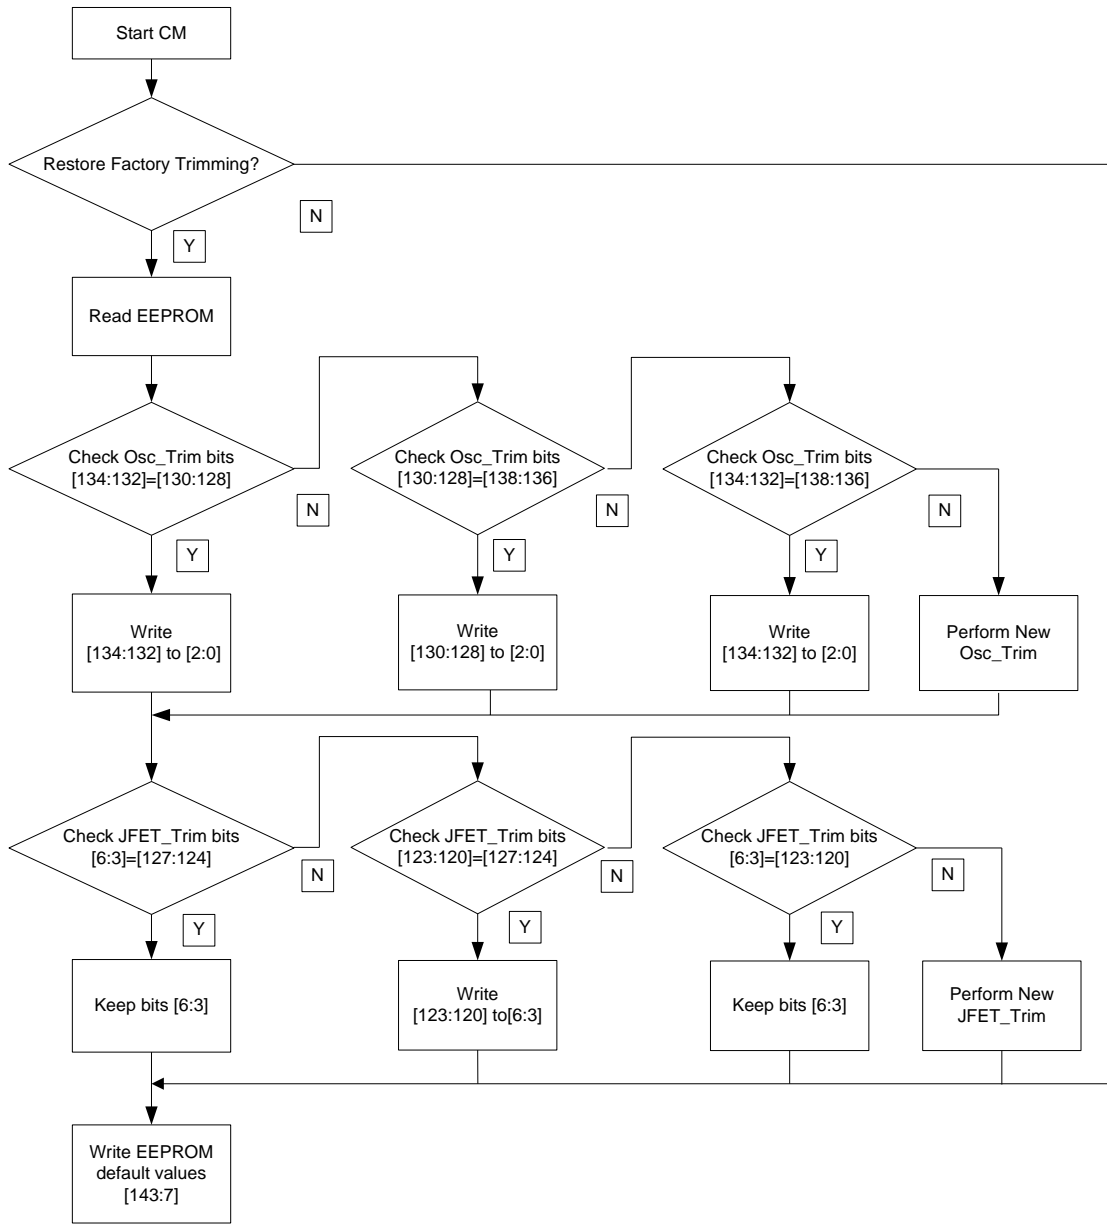 Start CM
Restore Factory Trimming?
N
Y
Read EEPROM
Check Osc_Trim bits
[134:132]=[130:128]
N
Y
Check Osc_Trim bits
[130:128]=[138:136]
N
Y
Check Osc_Trim bits
[134:132]=[138:136]
N
Y
Write
[134:132] to [2:0]
Write
[130:128] to [2:0]
Write
[134:132] to [2:0]
Perform New
Osc_Trim
Check JFET_Trim bits
[6:3]=[127:124]
N
Y
Check JFET_Trim bits
[123:120]=[127:124]
N
Y
Check JFET_Trim bits
[6:3]=[123:120]
N
Y
Keep bits [6:3]
Write
[123:120] to[6:3]
Keep bits [6:3]
Perform New
JFET_Trim
Write EEPROM
default values
[143:7]